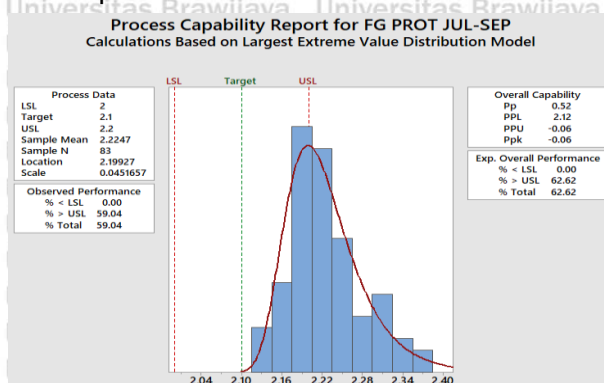 Universitas Brawijaya Universitas Brawijaya
Process Capability Report for FG PROT JUL-SEP
Calculations Based on Largest Extreme Value Distribution Model
LSL Target USL
Process Data
LSL 2
Target 2.1
USL 2.2
Sample Mean 2.2247
Sample N 83
Location 2.19927
Scale 0.0451657
Observed Performance
% < LSL 0.00
% > USL 59.04
% Total 59.04
Overall Capability
Pp 0.52
PPL 2.12
PPU -0.06
Ppk -0.06
Exp. Overall Performance
% < LSL 0.00
% > USL 62.62
% Total 62.62
2.04 2.10 2.16 2.22 2.28 2.34 2.40